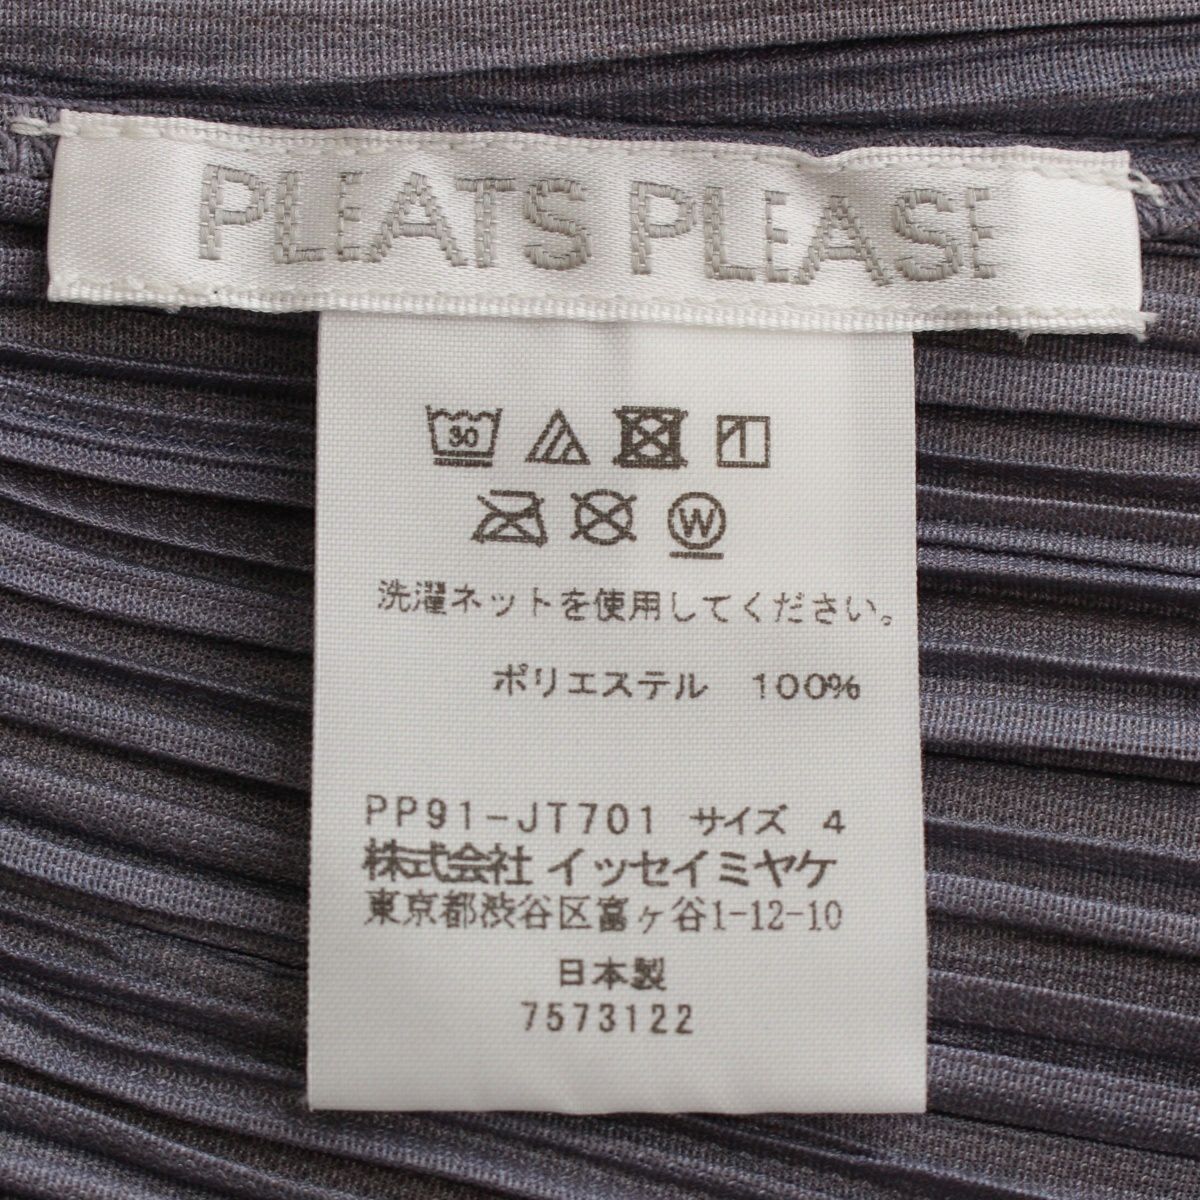 PLEATS PLEASE
30
W
洗濯ネットを使用してください。
ポリエステル 100%
PP91-JT701 サイズ 4
株式会社 イッセイミヤケ
東京都渋谷区富ヶ谷1-12-10
日本製
7573122